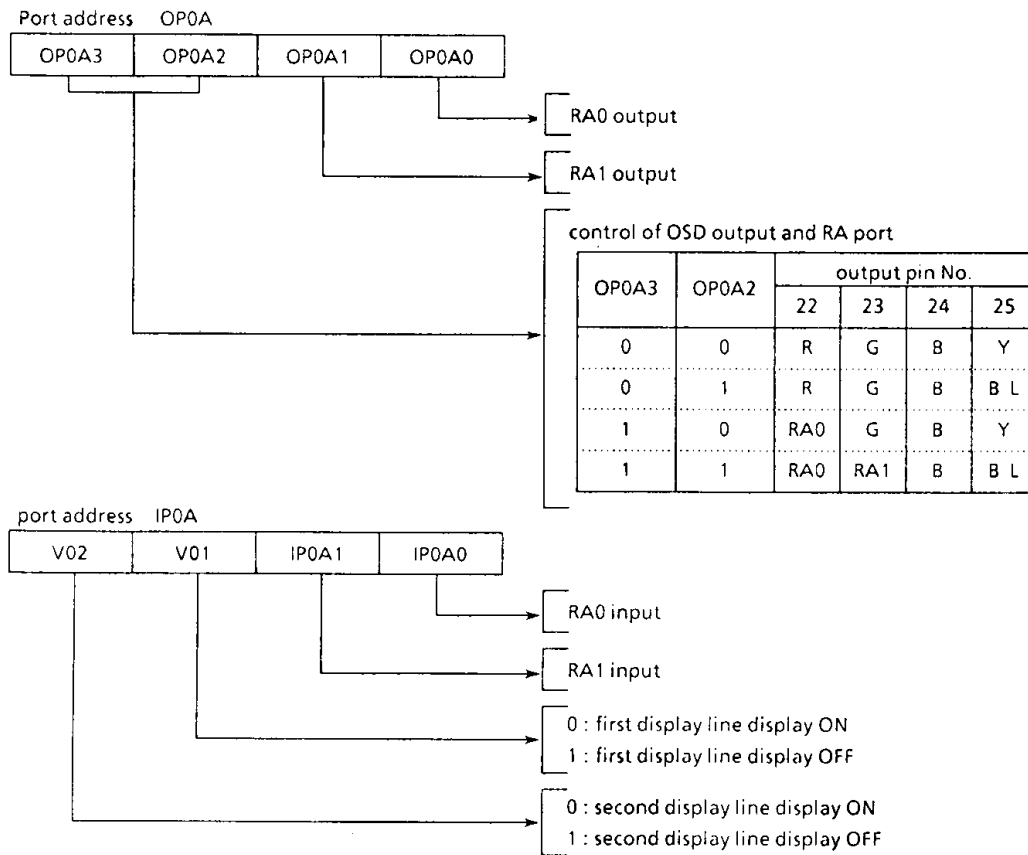 Port address OP0A
OP0A3 OP0A2 OP0A1 OP0A0
RA0 output
RA1 output
control of OSD output and RA port
OP0A3 OP0A2 output pin No.
22 23 24 25
0 0 R G B Y
0 1 R G B B L
1 0 RA0 G B Y
1 1 RA0 RA1 B B L
port address IP0A
V02 V01 IP0A1 IP0A0
RA0 input
RA1 input
0 : first display line display ON
1 : first display line display OFF
0 : second display line display ON
1 : second display line display OFF